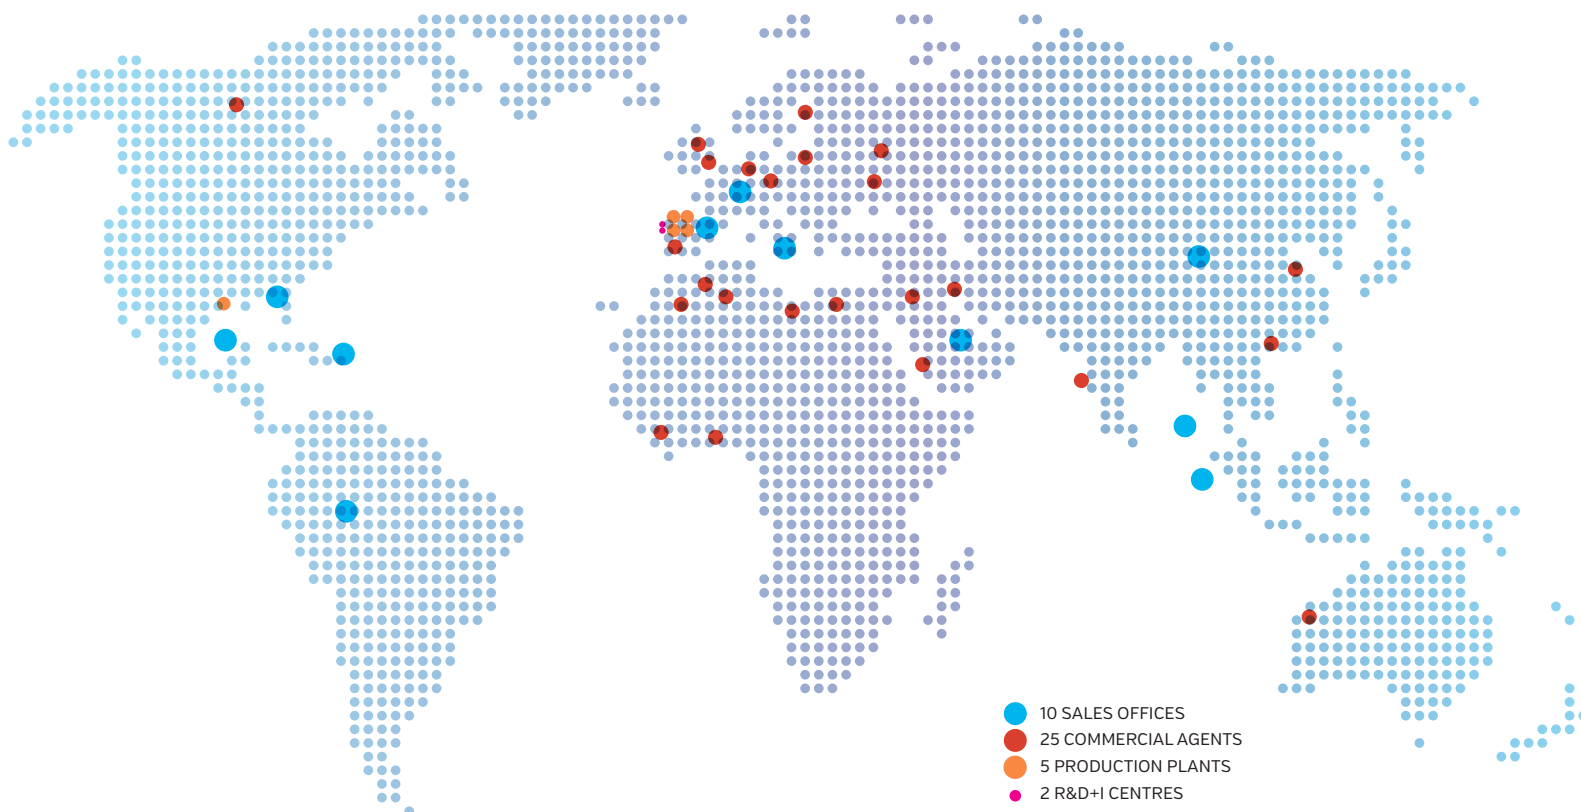 10 SALES OFFICES
25 COMMERCIAL AGENTS
5 PRODUCTION PLANTS
2 R&D+I CENTRES